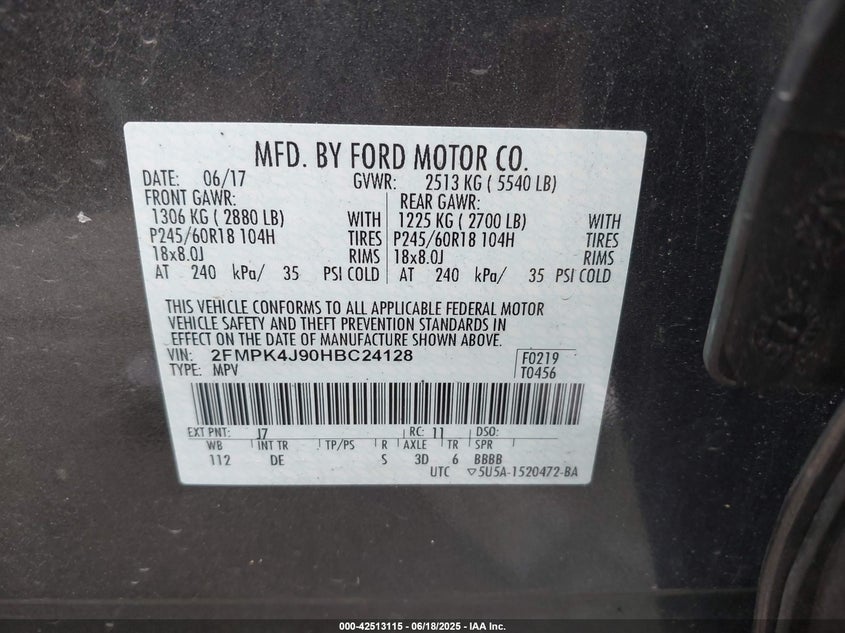 MFD. BY FORD MOTOR CO.
DATE: 06/17 GVWR: 2513 KG ( 5540 LB)
FRONT GAWR: REAR GAWR:
1306 KG ( 2880 LB) WITH 1225 KG ( 2700 LB) WITH
P245/60R18 104H TIRES P245/60R18 104H TIRES
18x8.0J RIMS 18x8.0J RIMS
AT 240 kPa/ 35 PSI COLD AT 240 kPa/ 35 PSI COLD
THIS VEHICLE CONFORMS TO ALL APPLICABLE FEDERAL MOTOR
VEHICLE SAFETY AND THEFT PREVENTION STANDARDS IN
EFFECT ON THE DATE OF MANUFACTURE SHOWN ABOVE.
VIN: 2FMPK4J90HBC24128 F0219
TYPE: MPV T0456
EXT PNT: J7 RC: 11 DSO:
WB INT TR TP/PS R AXLE TR SPR
112 DE S 3D 6 BBBB
UTC ▽5U5A-1520472-BA
000-42513115 - 06/18/2025 - IAA Inc.